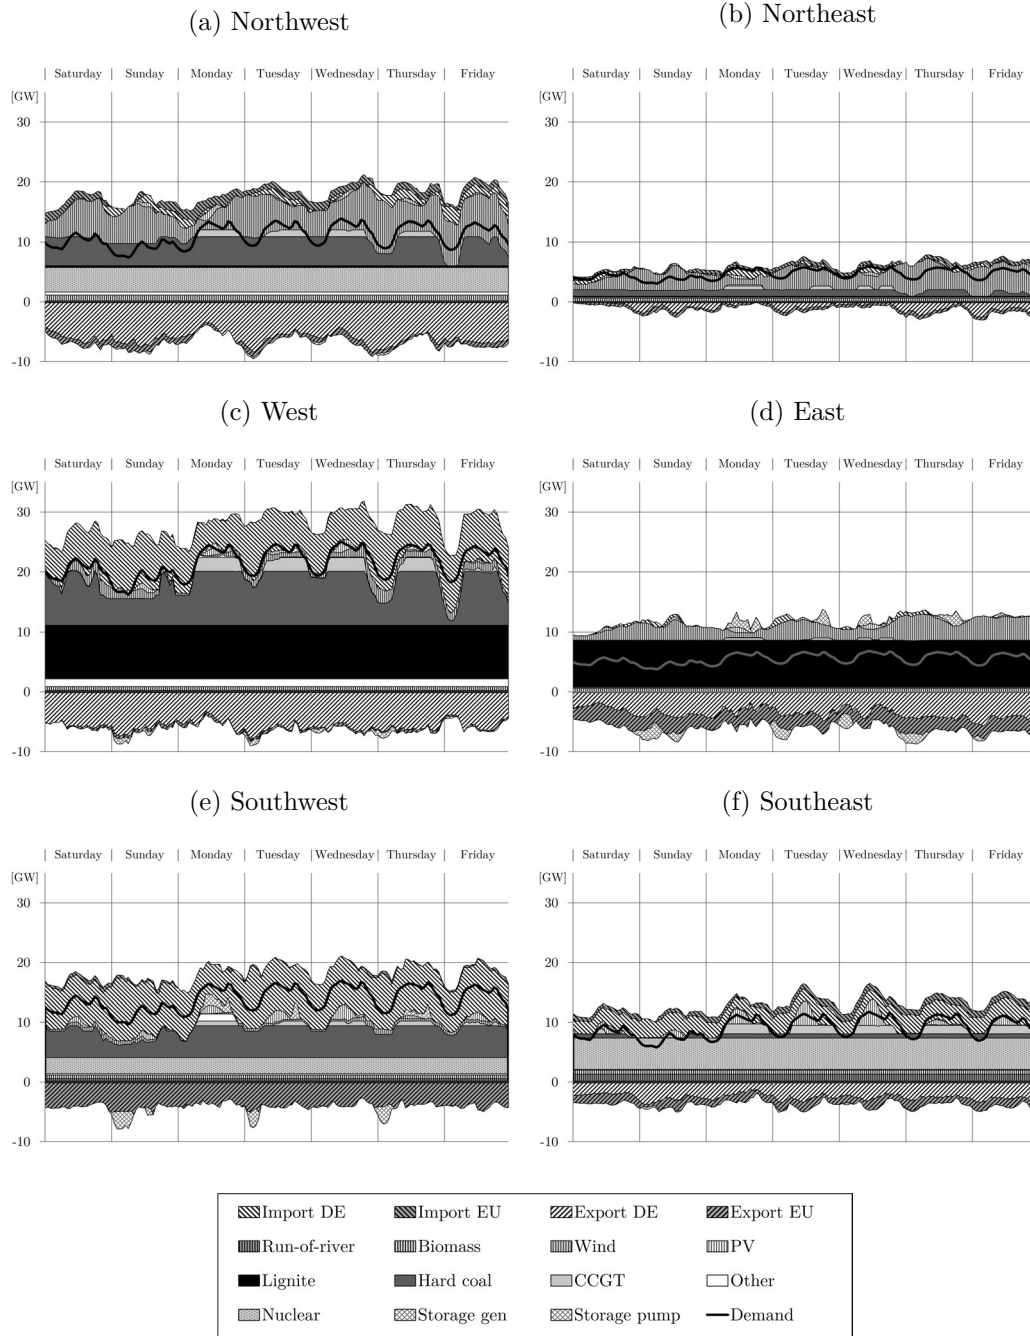 (a) Northwest
(b) Northeast
| Saturday | Sunday | Monday | Tuesday | Wednesday | Thursday | Friday
| Saturday | Sunday | Monday | Tuesday | Wednesday | Thursday | Friday
[GW]
30
20
10
0
-10
[GW]
30
20
10
0
-10
(c) West
(d) East
| Saturday | Sunday | Monday | Tuesday | Wednesday | Thursday | Friday
| Saturday | Sunday | Monday | Tuesday | Wednesday | Thursday | Friday
[GW]
30
20
10
0
-10
[GW]
30
20
10
0
-10
(e) Southwest
(f) Southeast
| Saturday | Sunday | Monday | Tuesday | Wednesday | Thursday | Friday
| Saturday | Sunday | Monday | Tuesday | Wednesday | Thursday | Friday
[GW]
30
20
10
0
-10
[GW]
30
20
10
0
-10
Import DE Import EU Export DE Export EU
Run-of-river Biomass Wind PV
Lignite Hard coal CCGT Other
Nuclear Storage gen Storage pump Demand